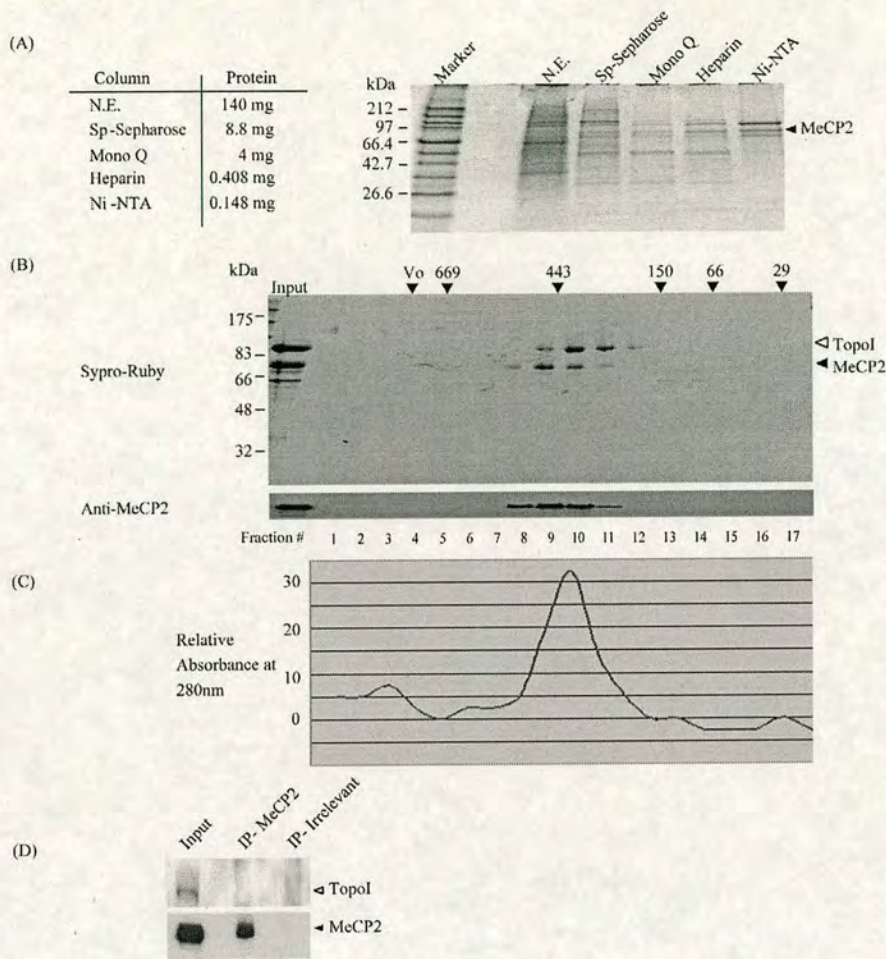 (A)
Column Protein
N.E. 140 mg
Sp-Sepharose 8.8 mg
Mono Q 4 mg
Heparin 0.408 mg
Ni -NTA 0.148 mg
Marker N.E. Sp-Sepharose Mono Q Heparin Ni-NTA
kDa
212
97
66.4
42.7
26.6
MeCP2
(B)
kDa Input Vo 669 443 150 66 29
175
83
66
48
32
TopoI
MeCP2
Sypro-Ruby
Anti-MeCP2
Fraction # 1 2 3 4 5 6 7 8 9 10 11 12 13 14 15 16 17
(C)
30
20
10
0
Relative
Absorbance at
280nm
(D)
Input IP- MeCP2 IP- Irrelevant
TopoI
MeCP2